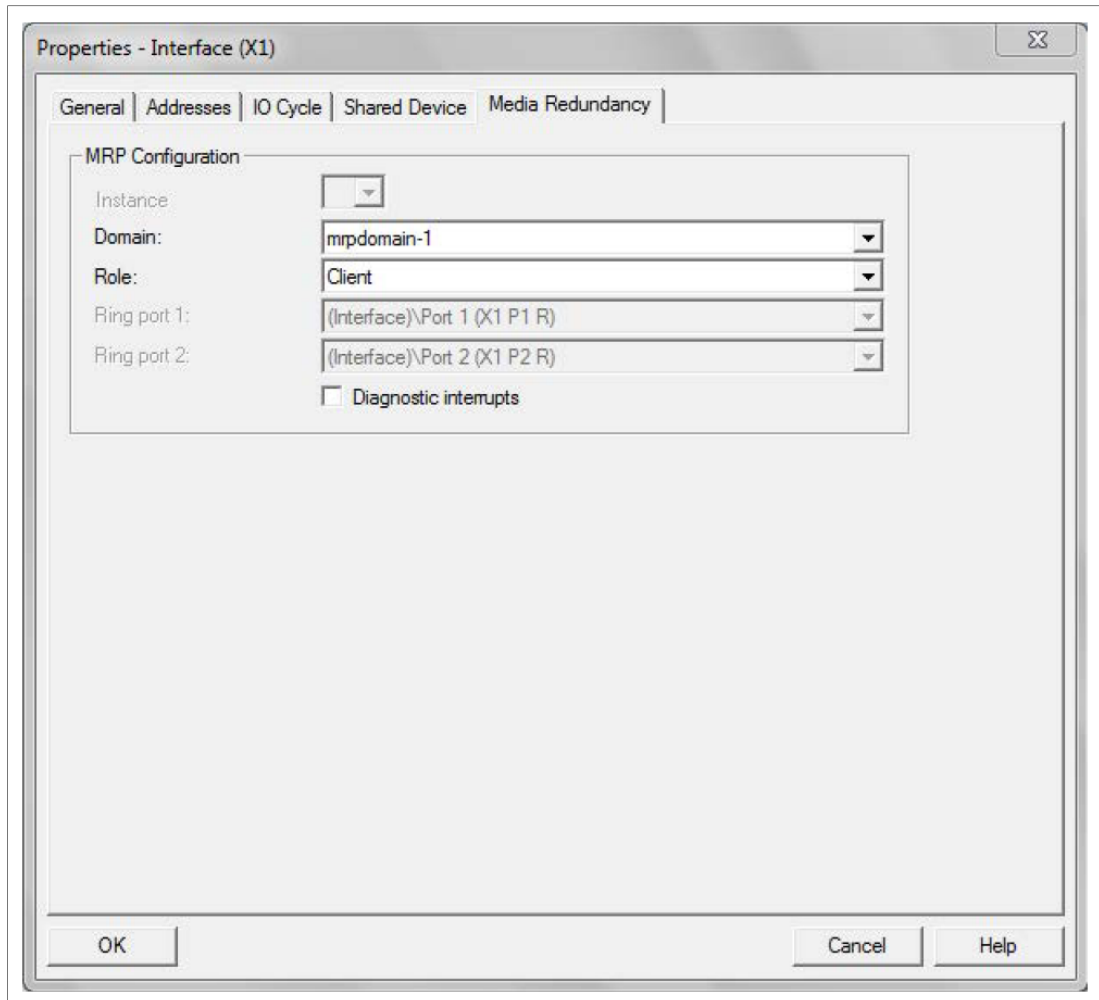 Properties - Interface (X1)
General Addresses IO Cycle Shared Device Media Redundancy
MRP Configuration
Instance
Domain: mrpdomain-1
Role: Client
Ring port 1: (Interface)\Port 1 (X1 P1 R)
Ring port 2: (Interface)\Port 2 (X1 P2 R)
Diagnostic interrupts
OK Cancel Help